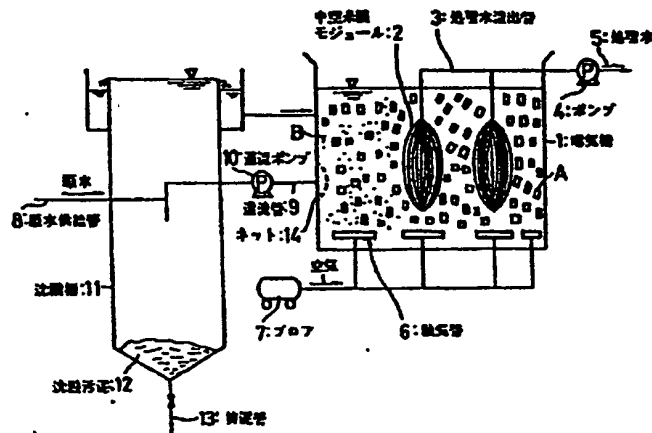 中空糸膜
モジュール:2
3:処理水流出管
5:処理水
4:ポンプ
1:曝気槽
B
A
10:返流ポンプ
P
P
原水
返流管:9
8:原水供給管
ネット:14
沈殿槽:11
空気
7:ブロア
6:散気管
沈殿汚泥:12
13:排泥管